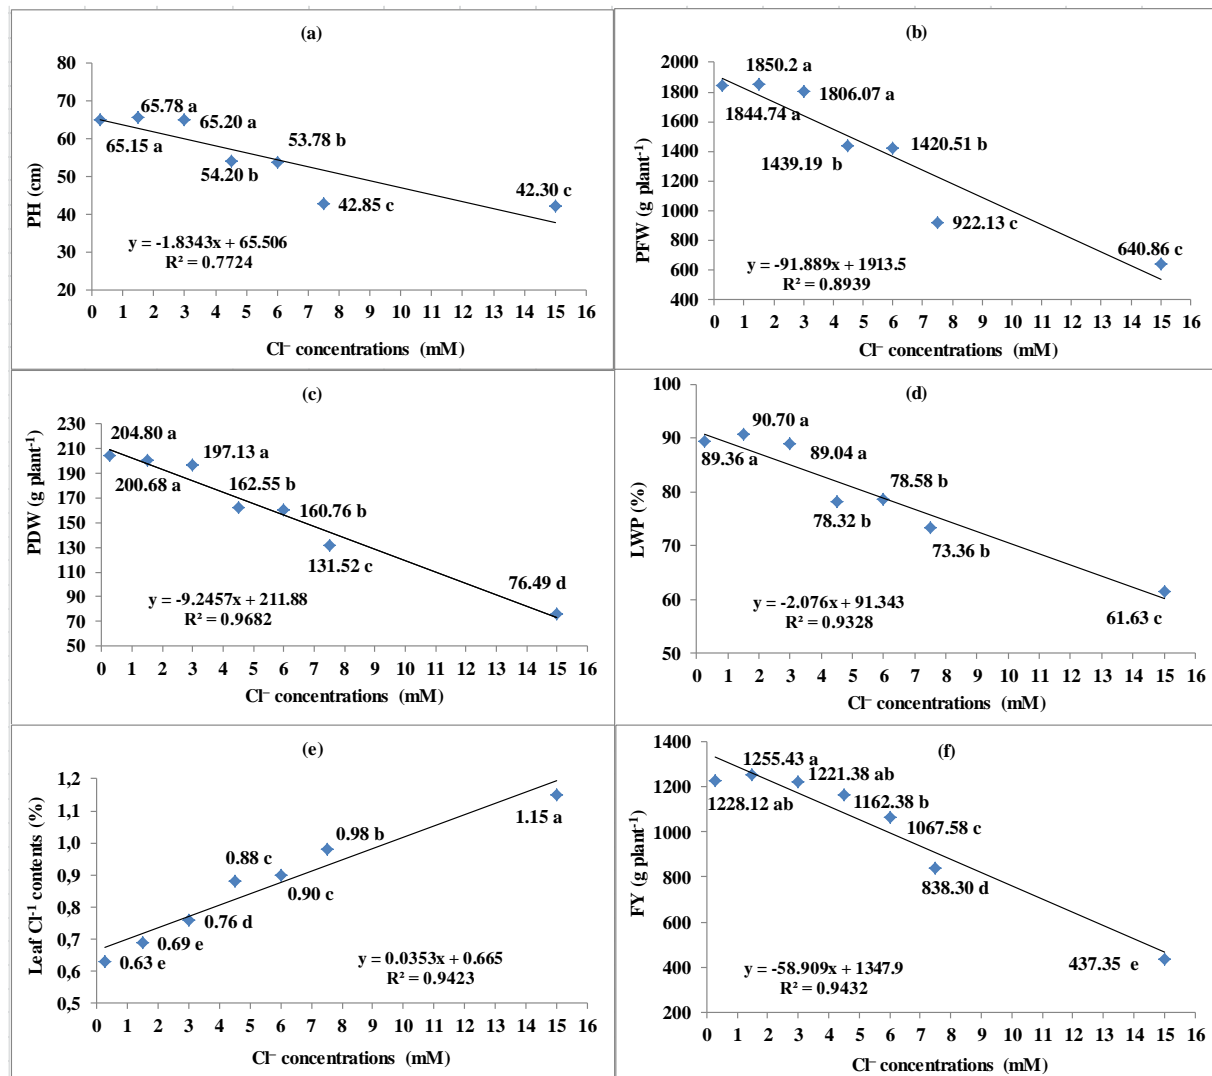 (a)
80
70
60
50
40
30
20
PH (cm)
65.78 a
65.20 a
53.78 b
65.15 a
54.20 b
42.85 c
42.30 c
y = -1.8343x + 65.506
R² = 0.7724
0 1 2 3 4 5 6 7 8 9 10 11 12 13 14 15 16
Cl⁻ concentrations (mM)
(b)
2000
1800
1600
1400
1200
1000
800
600
400
PFW (g plant⁻¹)
1850.2 a
1806.07 a
1844.74 a
1439.19 b
1420.51 b
922.13 c
640.86 c
y = -91.889x + 1913.5
R² = 0.8939
0 1 2 3 4 5 6 7 8 9 10 11 12 13 14 15 16
Cl⁻ concentrations (mM)
(c)
230
210
190
170
150
130
110
90
70
50
PDW (g plant⁻¹)
204.80 a
197.13 a
200.68 a
162.55 b
160.76 b
131.52 c
76.49 d
y = -9.2457x + 211.88
R² = 0.9682
0 1 2 3 4 5 6 7 8 9 10 11 12 13 14 15 16
Cl⁻ concentrations (mM)
(d)
100
90
80
70
60
50
LWP (%)
90.70 a
89.04 a
89.36 a
78.58 b
78.32 b
73.36 b
61.63 c
y = -2.076x + 91.343
R² = 0.9328
0 1 2 3 4 5 6 7 8 9 10 11 12 13 14 15 16
Cl⁻ concentrations (mM)
(e)
1,2
1,1
1,0
0,9
0,8
0,7
0,6
0,5
Leaf Cl⁻¹ contents (%)
0.98 b
0.88 c
0.90 c
0.76 d
0.69 e
0.63 e
1.15 a
y = 0.0353x + 0.665
R² = 0.9423
0 1 2 3 4 5 6 7 8 9 10 11 12 13 14 15 16
Cl⁻ concentrations (mM)
(f)
1400
1200
1000
800
600
400
200
FY (g plant⁻¹)
1255.43 a
1221.38 ab
1228.12 ab
1162.38 b
1067.58 c
838.30 d
437.35 e
y = -58.909x + 1347.9
R² = 0.9432
0 1 2 3 4 5 6 7 8 9 10 11 12 13 14 15 16
Cl⁻ concentrations (mM)